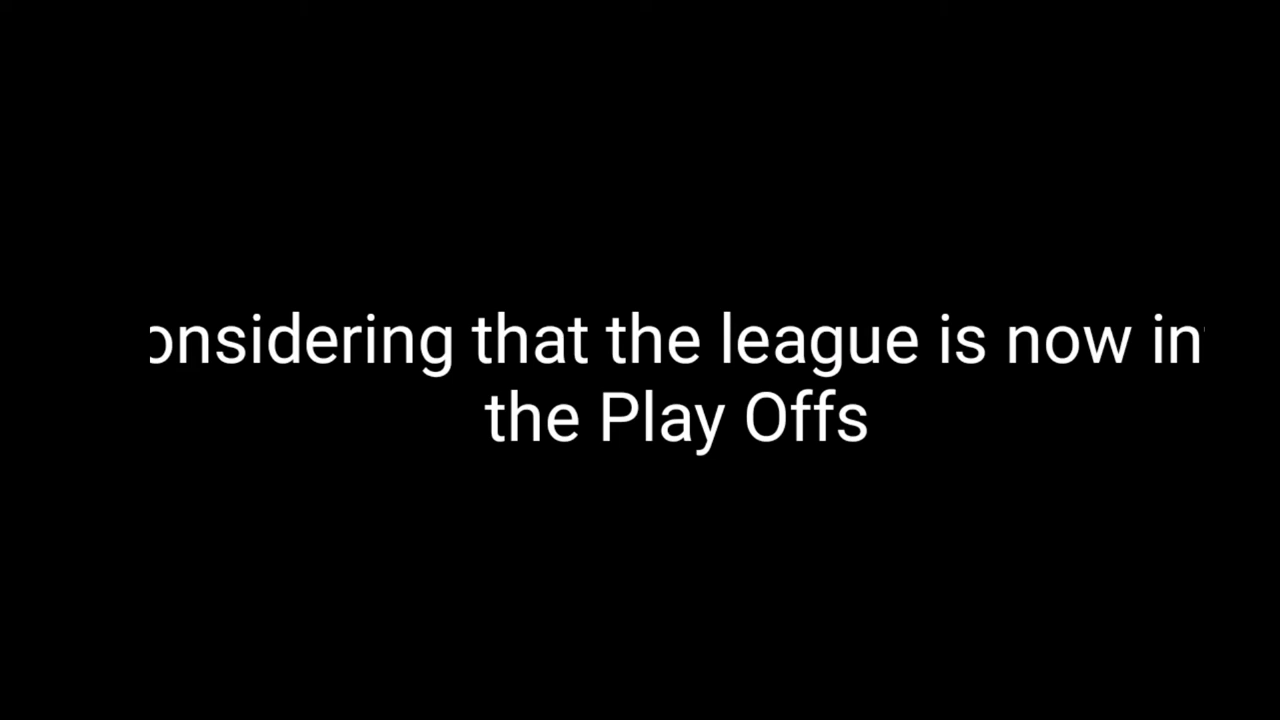 onsidering that the league is now in
the Play Offs